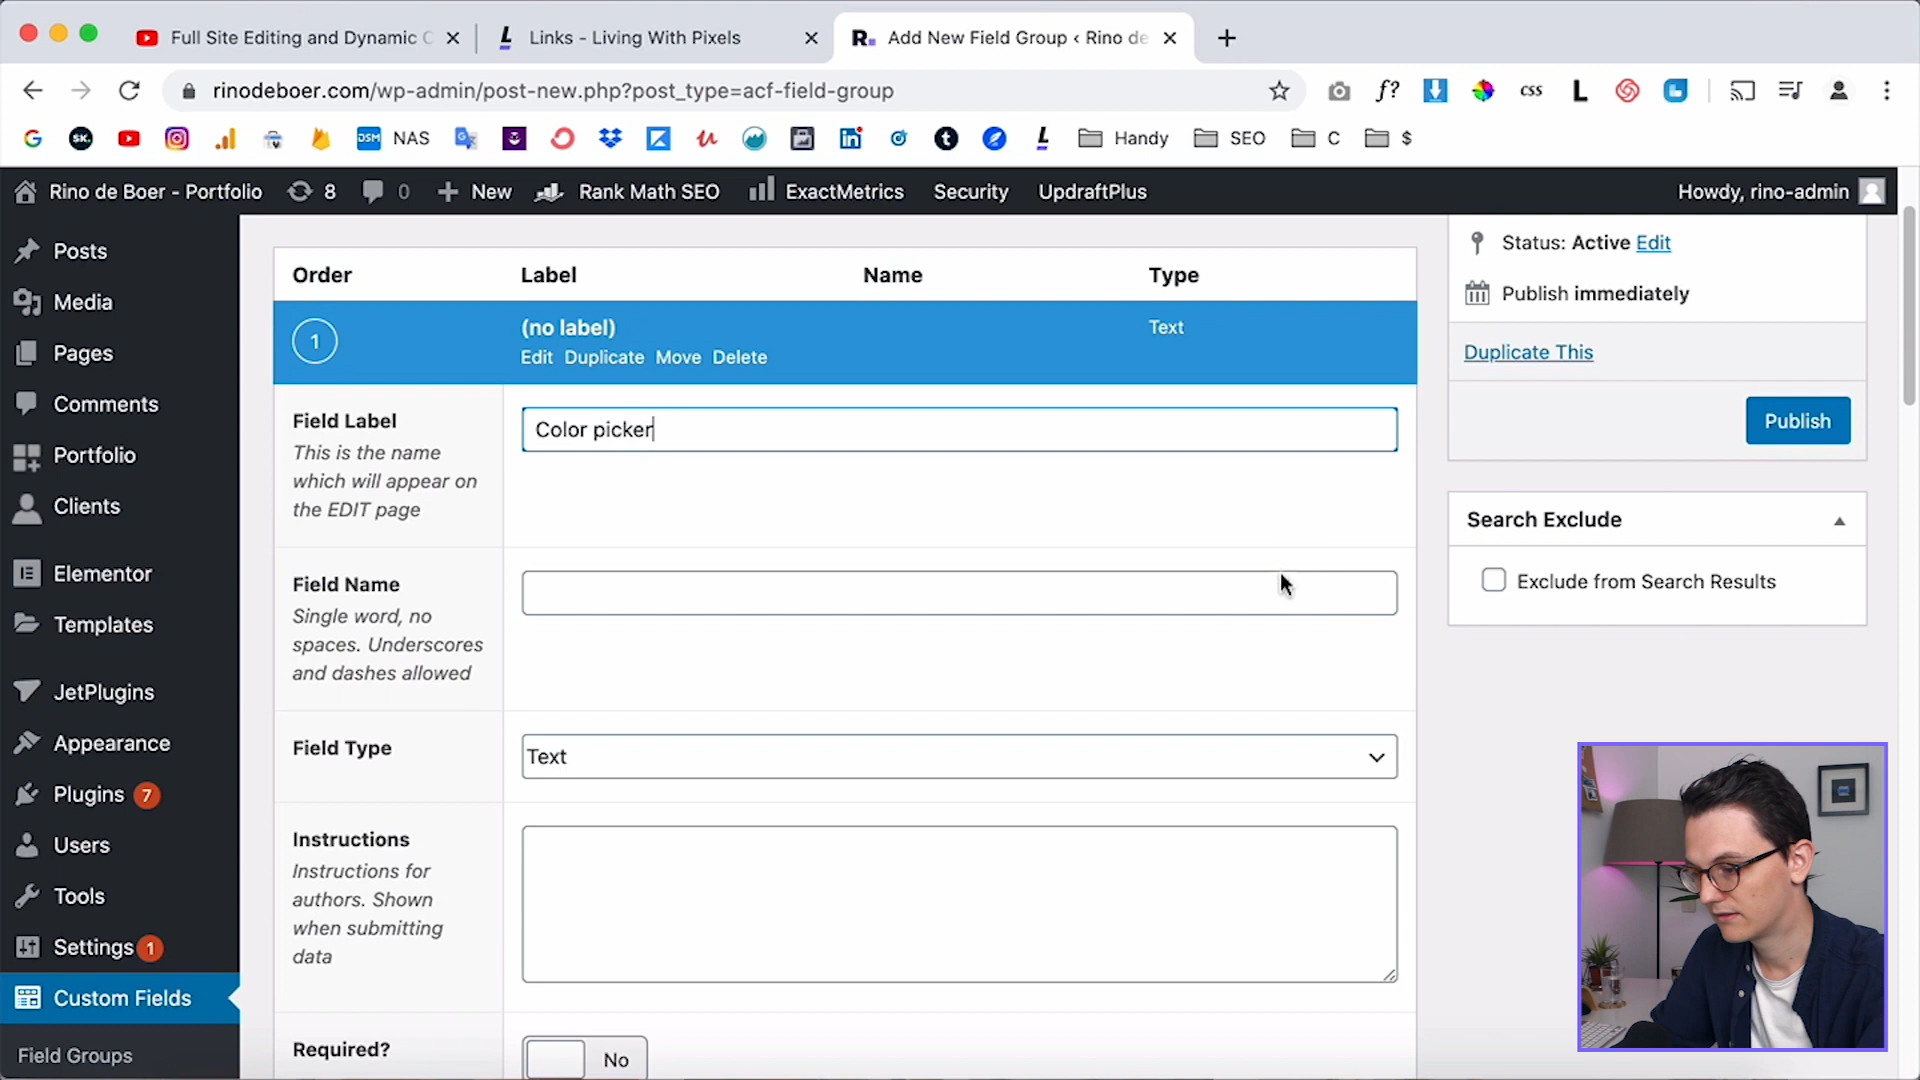 Full Site Editing and Dynamic C
Links - Living With Pixels
R. Add New Field Group ‹ Rino de
rinodeboer.com/wp-admin/post-new.php?post_type=acf-field-group
f? CSS L
G SK. DSM NAS Handy SEO C $
Rino de Boer - Portfolio 8 0 New Rank Math SEO ExactMetrics Security UpdraftPlus Howdy, rino-admin
Posts
Media
Pages
Comments
Portfolio
Clients
Elementor
Templates
JetPlugins
Appearance
Plugins 7
Users
Tools
Settings 1
Custom Fields
Field Groups
Order Label Name Type
1 (no label) Text
Edit Duplicate Move Delete
Field Label
This is the name
which will appear on
the EDIT page
Color picker
Field Name
Single word, no
spaces. Underscores
and dashes allowed
Field Type
Text
Instructions
Instructions for
authors. Shown
when submitting
data
Required?
No
Status: Active Edit
Publish immediately
Duplicate This
Publish
Search Exclude
Exclude from Search Results